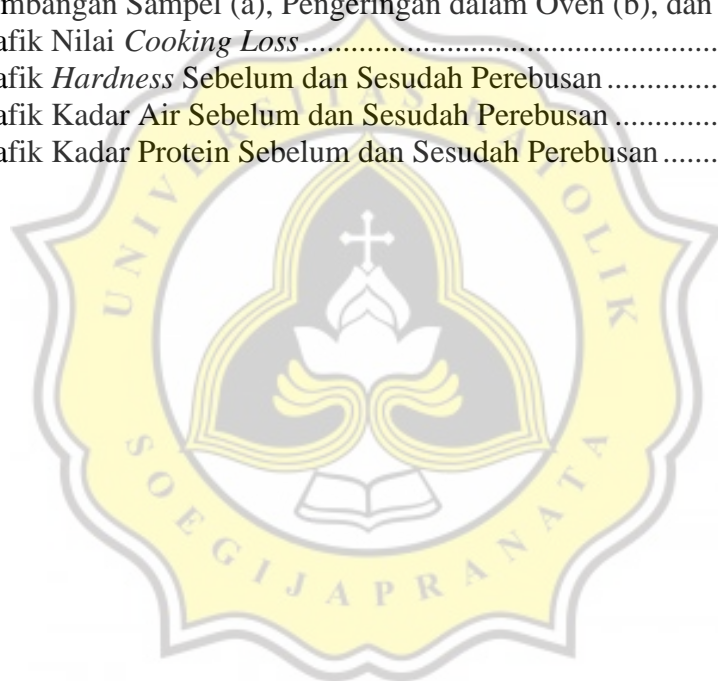 mbangan Sampel (a), Pengeringan dalam Oven (b), dan
afik Nilai Cooking Loss
afik Hardness Sebelum dan Sesudah Perebusan
afik Kadar Air Sebelum dan Sesudah Perebusan
afik Kadar Protein Sebelum dan Sesudah Perebusan
UNIVERSITAS KATOLIK
SOEGIJAPRANATA